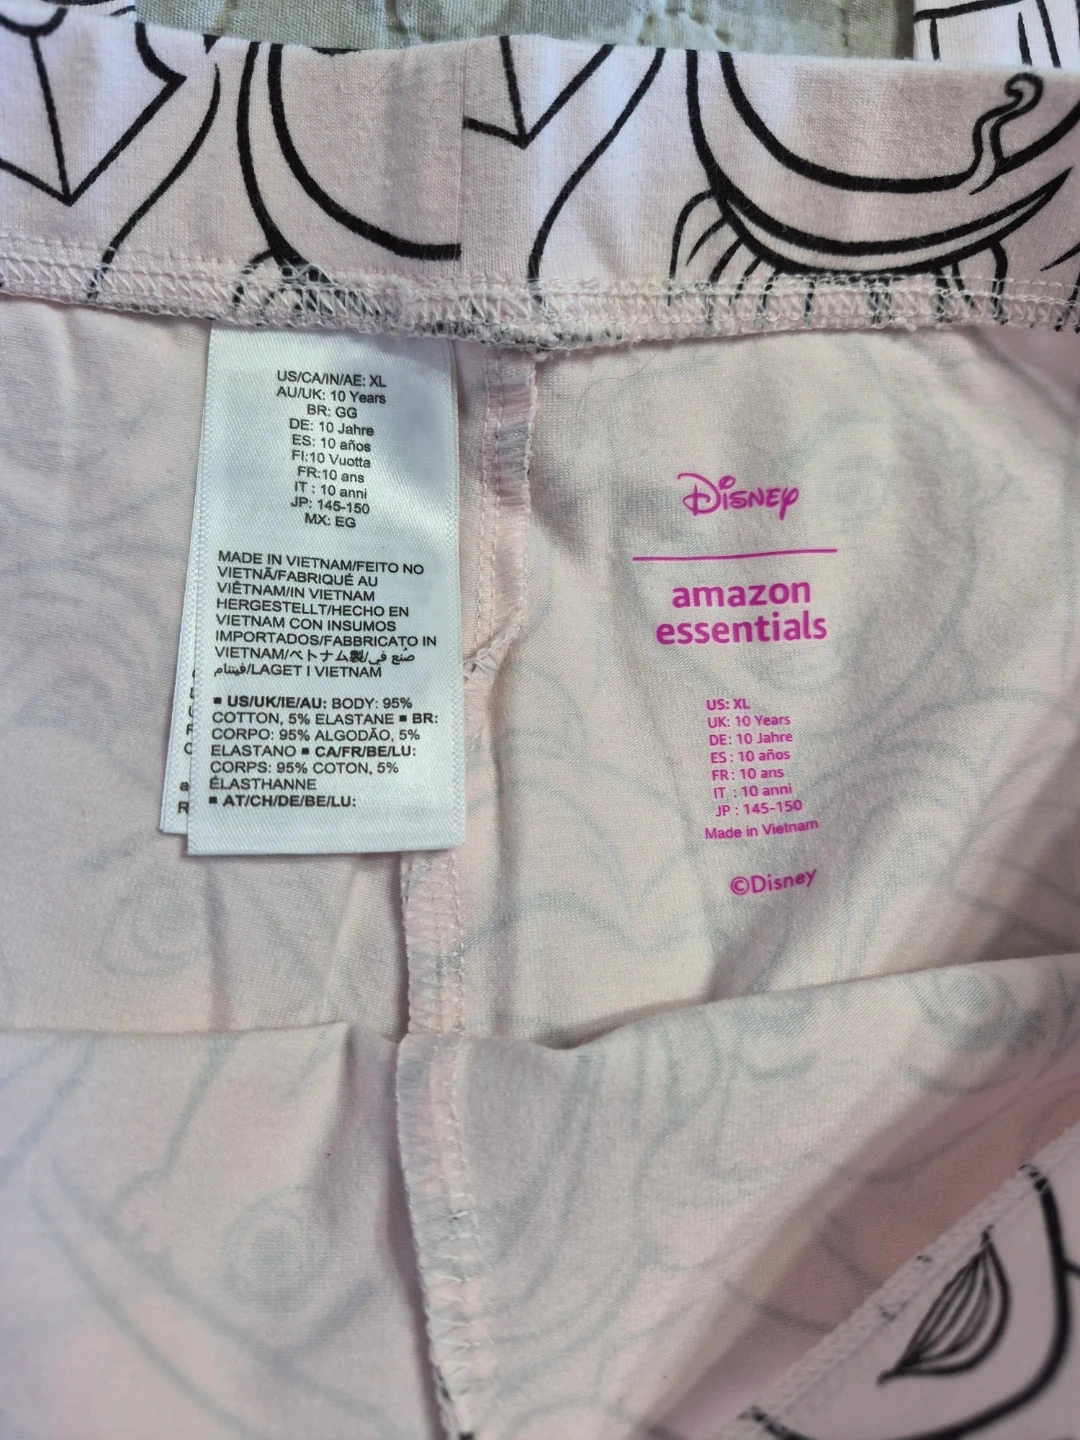 US/CA/IN/AE: XL
AU/UK: 10 Years
BR: GG
DE: 10 Jahre
ES: 10 años
FI:10 Vuotta
FR:10 ans
IT : 10 anni
JP: 145-150
MX: EG
MADE IN VIETNAM/FEITO NO
VIETNÃ/FABRIQUÉ AU
VIÊTNAM/IN VIETNAM
HERGESTELLT/HECHO EN
VIETNAM CON INSUMOS
IMPORTADOS/FABBRICATO IN
VIETNAM/ベトナム製/صنع في
فيتنام/LAGET I VIETNAM
▪ US/UK/IE/AU: BODY: 95%
COTTON, 5% ELASTANE ▪ BR:
CORPO: 95% ALGODÃO, 5%
ELASTANO ▪ CA/FR/BE/LU:
CORPS: 95% COTON, 5%
ÉLASTHANNE
▪ AT/CH/DE/BE/LU:
Disney
amazon
essentials
US: XL
UK: 10 Years
DE: 10 Jahre
ES : 10 años
FR : 10 ans
IT : 10 anni
JP : 145-150
Made in Vietnam
©Disney